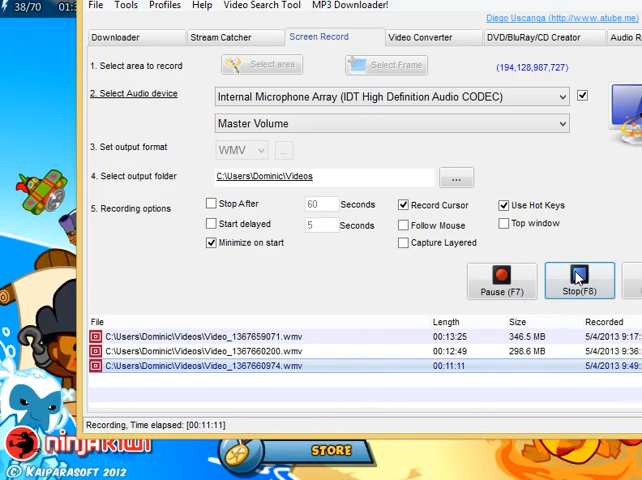 38/70 01:3
File Tools Profiles Video Search Tool MP3 Downloader!
Diego Uscanga (http://www.atube.me)
Downloader Stream Catcher Screen Record Video Converter DVD/BluRay/CD Creator Audio R
1. Select area to record Select area Select Frame (194,128,987,727)
2. Select Audio device Internal Microphone Array (IDT High Definition Audio CODEC)
Master Volume
3. Set output format WMV ...
4. Select output folder C:\Users\Dominic\Videos ...
5. Recording options Stop After 60 Seconds Record Cursor Use Hot Keys
Start delayed 5 Seconds Follow Mouse Top window
Minimize on start Capture Layered
Pause (F7) Stop(F8)
File Length Size Recorded
C:\Users\Dominic\Videos\Video_1367659071.wmv 00:13:25 346.5 MB 5/4/2013 9:17:
C:\Users\Dominic\Videos\Video_1367660200.wmv 00:12:49 298.6 MB 5/4/2013 9:36:
C:\Users\Dominic\Videos\Video_1367660974.wmv 00:11:11 5/4/2013 9:49:
Recording, Time elapsed: [00:11:11]
ninjakiwi STORE
© Kaiparasoft 2012